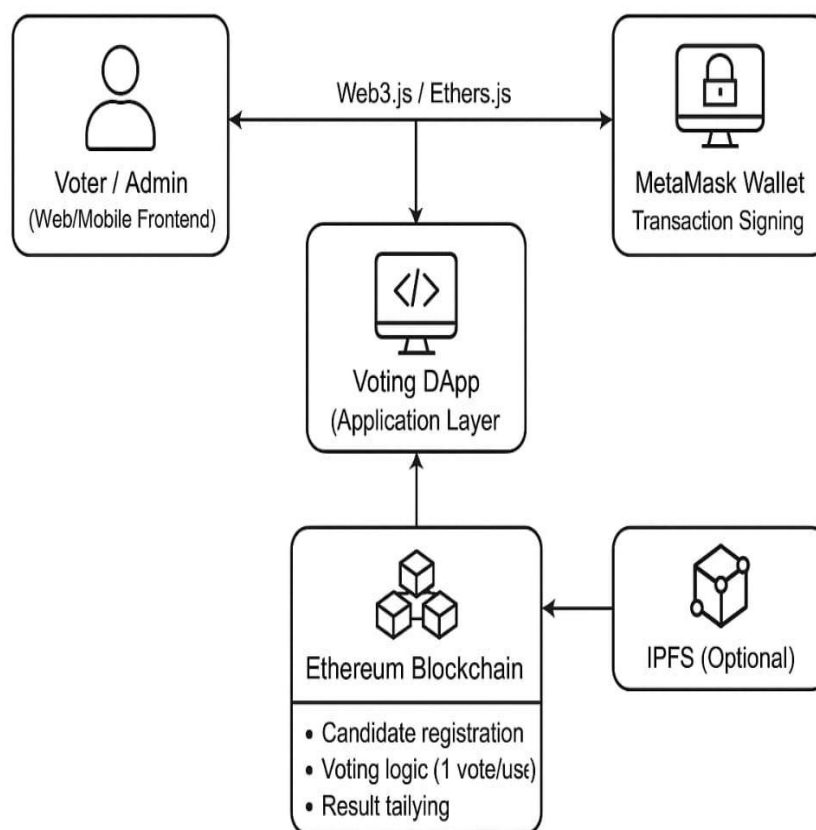 Web3.js / Ethers.js
Voter / Admin
(Web/Mobile Frontend)
MetaMask Wallet
Transaction Signing
</>
Voting DApp
(Application Layer
Ethereum Blockchain
• Candidate registration
• Voting logic (1 vote/use)
• Result tailying
IPFS (Optional)